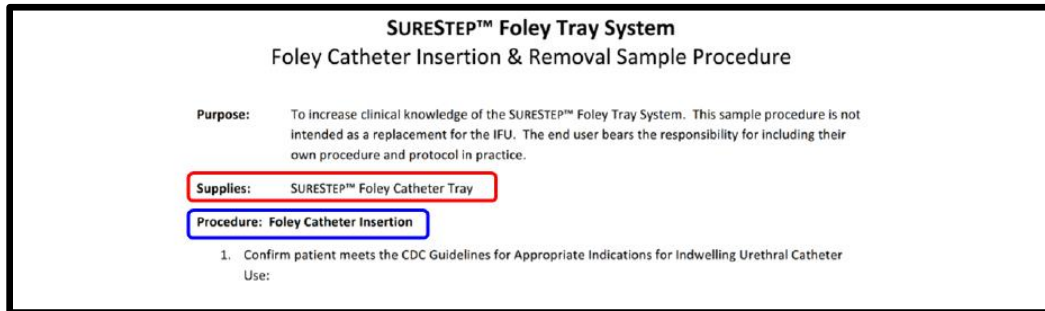 SURESTEP™ Foley Tray System
Foley Catheter Insertion & Removal Sample Procedure
Purpose: To increase clinical knowledge of the SURESTEP™ Foley Tray System. This sample procedure is not
intended as a replacement for the IFU. The end user bears the responsibility for including their
own procedure and protocol in practice.
Supplies: SURESTEP™ Foley Catheter Tray
Procedure: Foley Catheter Insertion
1. Confirm patient meets the CDC Guidelines for Appropriate Indications for Indwelling Urethral Catheter
Use: